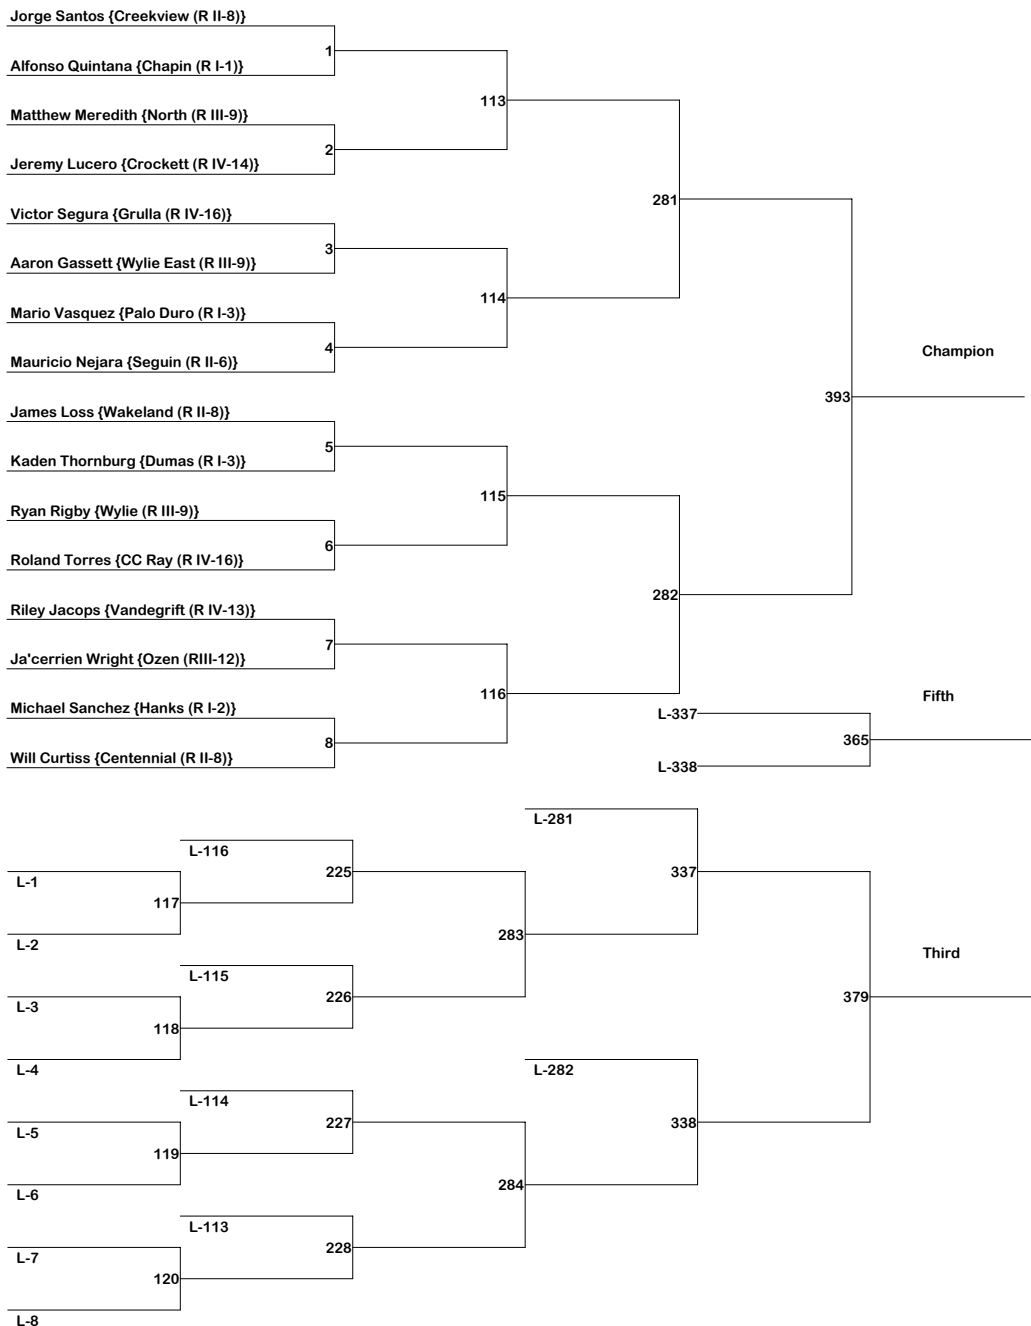 Jorge Santos {Creekview (R II-8)}
1
Alfonso Quintana {Chapin (R I-1)}
113
Matthew Meredith {North (R III-9)}
2
Jeremy Lucero {Crockett (R IV-14)}
281
Victor Segura {Grulla (R IV-16)}
3
Aaron Gassett {Wylie East (R III-9)}
114
Mario Vasquez {Palo Duro (R I-3)}
4
Mauricio Nejara {Seguin (R II-6)}
Champion
393
James Loss {Wakeland (R II-8)}
5
Kaden Thornburg {Dumas (R I-3)}
115
Ryan Rigby {Wylie (R III-9)}
6
Roland Torres {CC Ray (R IV-16)}
282
Riley Jacops {Vandegrift (R IV-13)}
7
Ja'cerrien Wright {Ozen (RIII-12)}
116
Michael Sanchez {Hanks (R I-2)}
8
Will Curtiss {Centennial (R II-8)}
Fifth
L-337
365
L-338
L-281
L-116
225
337
L-1
117
L-2
283
Third
L-115
226
379
L-3
118
L-4
L-282
L-114
227
338
L-5
119
L-6
284
L-113
228
L-7
120
L-8